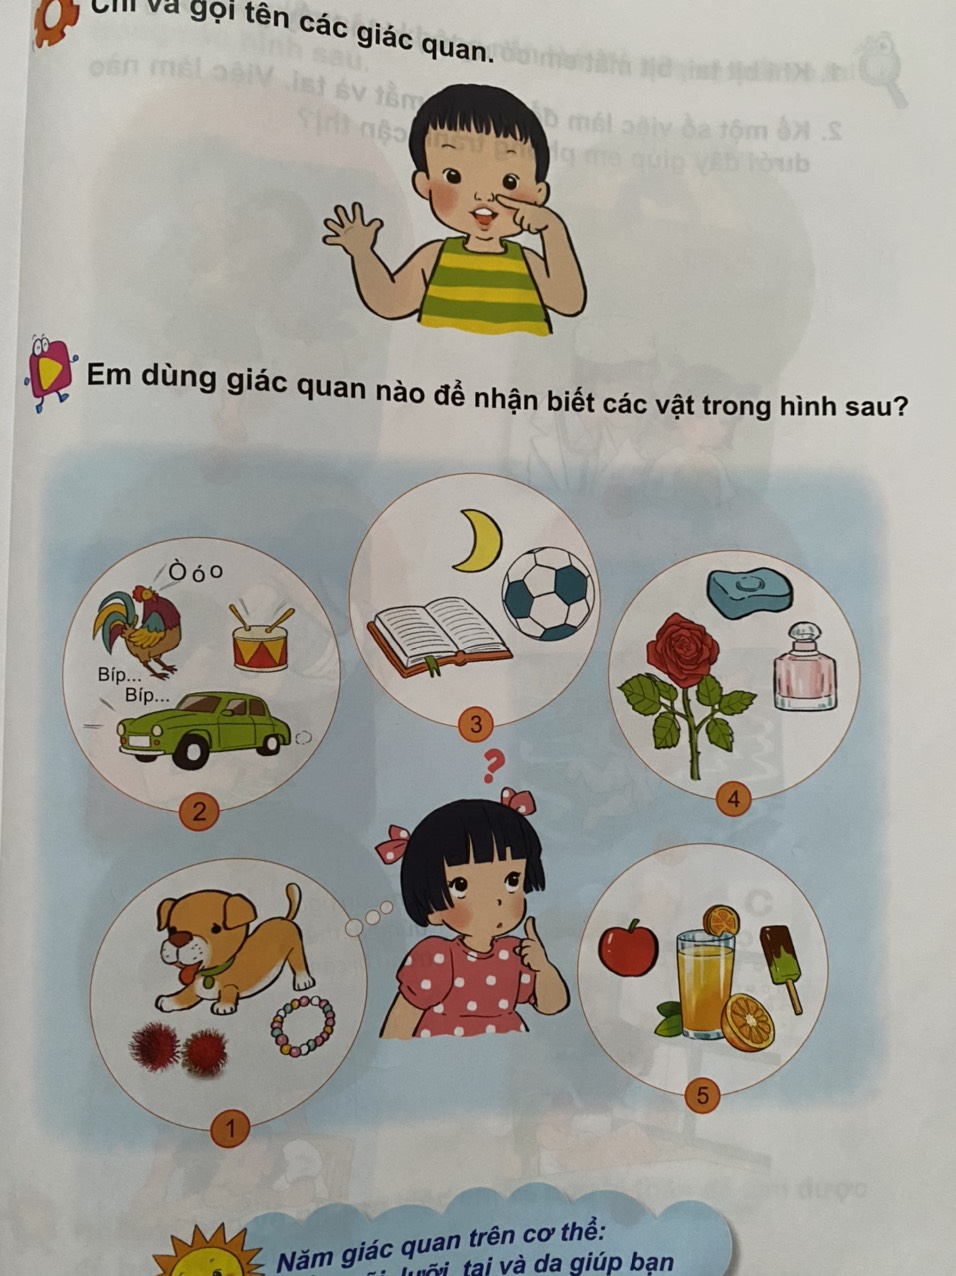 Chỉ và gọi tên các giác quan.
Em dùng giác quan nào để nhận biết các vật trong hình sau?
Ò ó o
Bíp...
Bíp...
2
3
4
?
1
5
Năm giác quan trên cơ thể:
lưỡi, tai và da giúp bạn